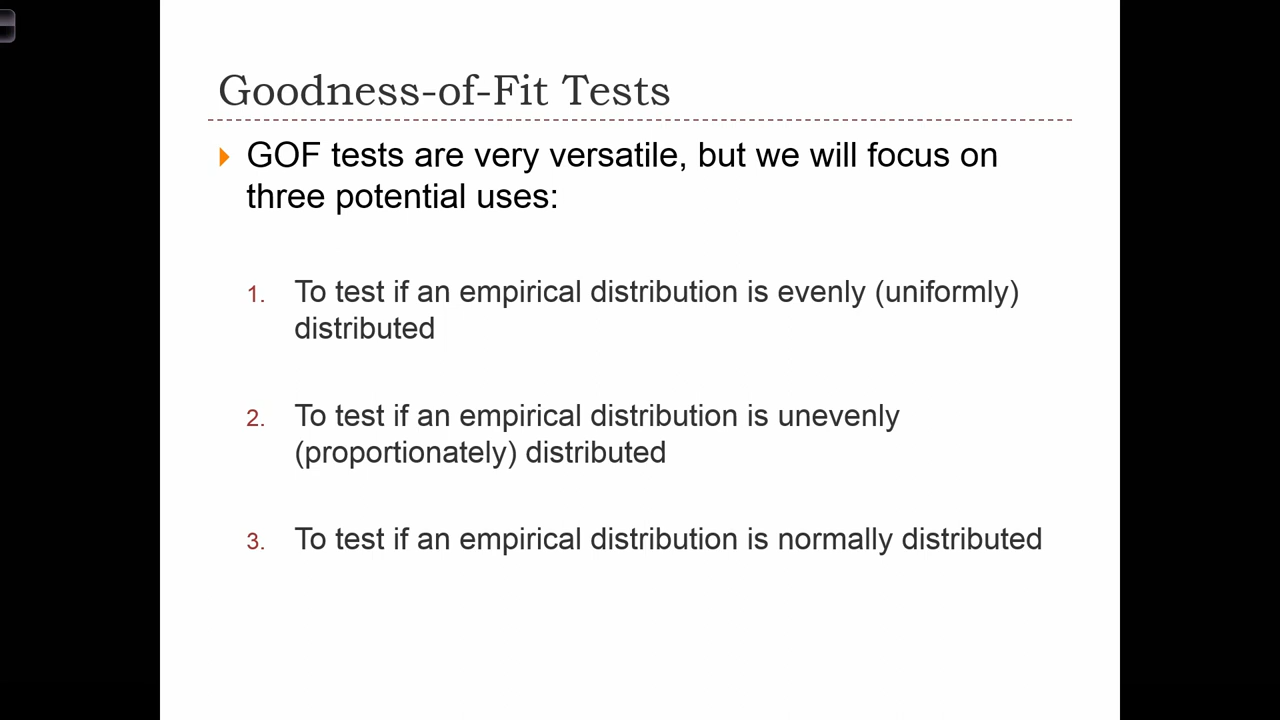 Goodness-of-Fit Tests
GOF tests are very versatile, but we will focus on
three potential uses:
1. To test if an empirical distribution is evenly (uniformly)
distributed
2. To test if an empirical distribution is unevenly
(proportionately) distributed
3. To test if an empirical distribution is normally distributed